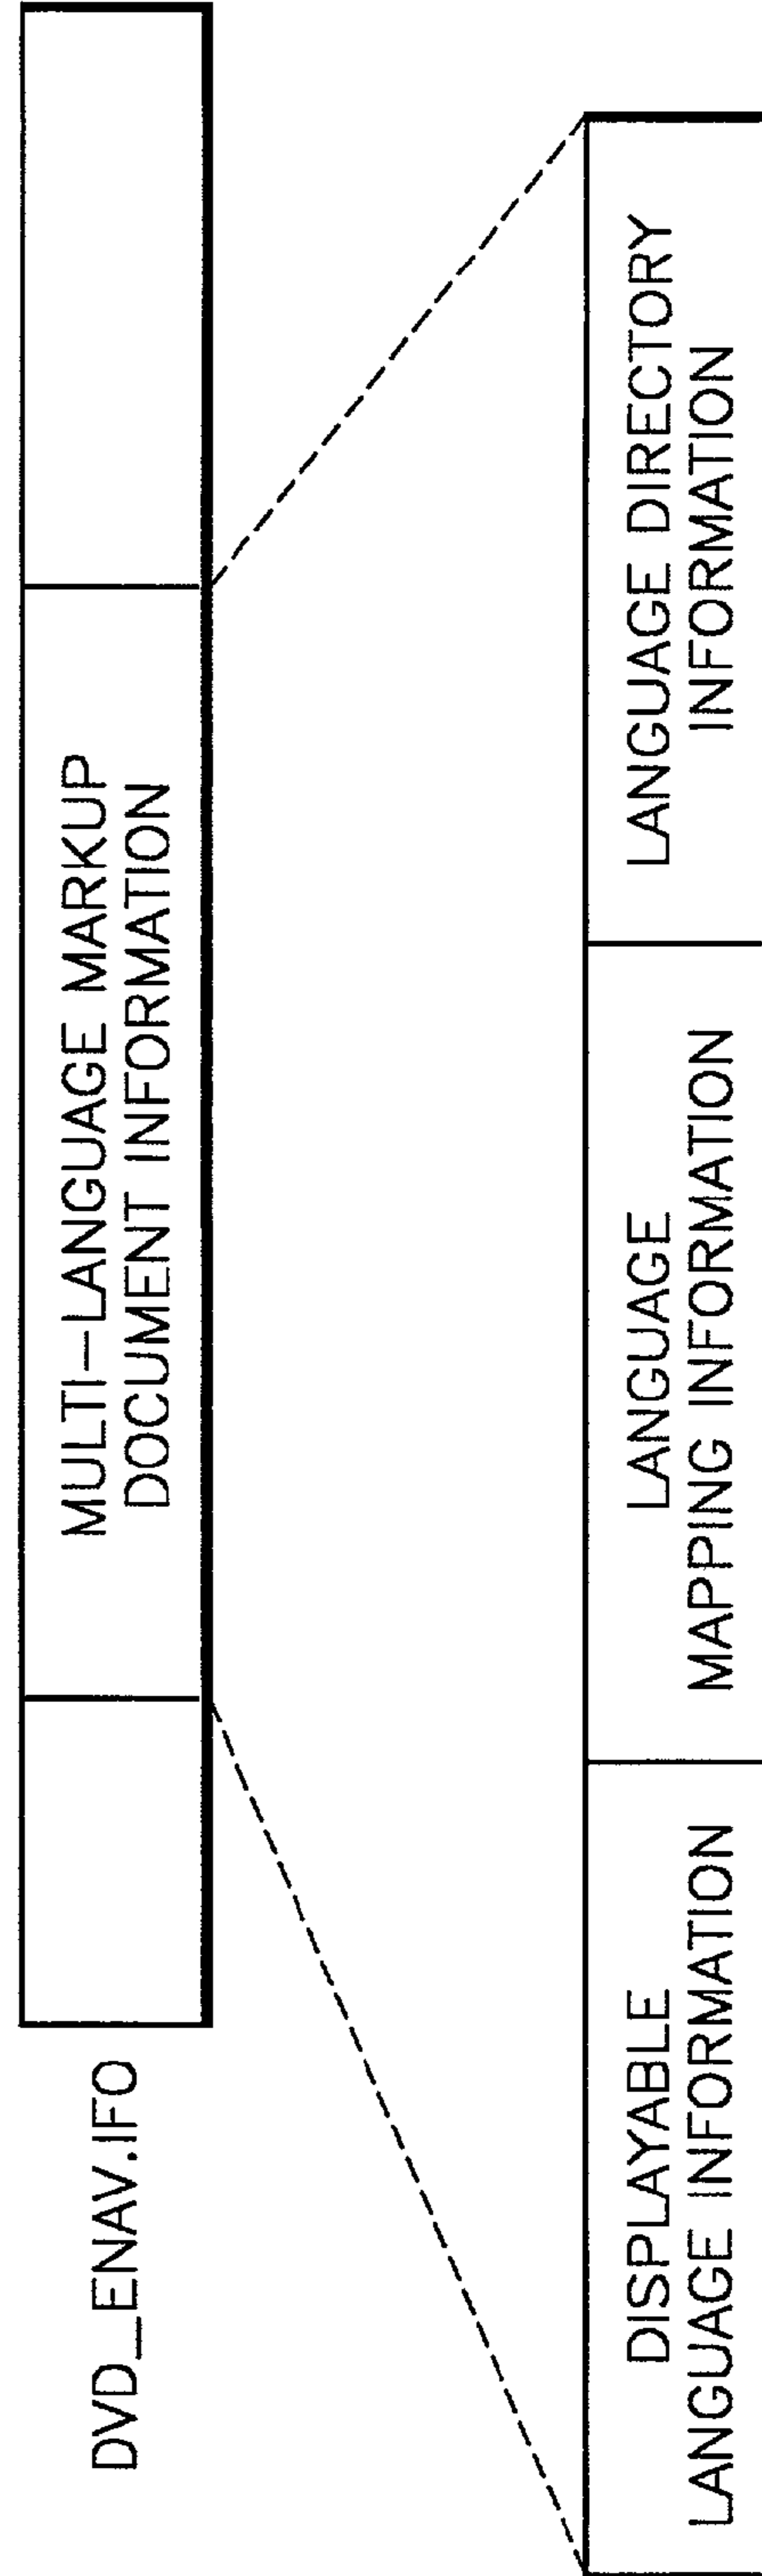 DVD_ENAV.IFO
MULTI-LANGUAGE MARKUP
DOCUMENT INFORMATION
DISPLAYABLE
LANGUAGE INFORMATION
LANGUAGE
MAPPING INFORMATION
LANGUAGE DIRECTORY
INFORMATION